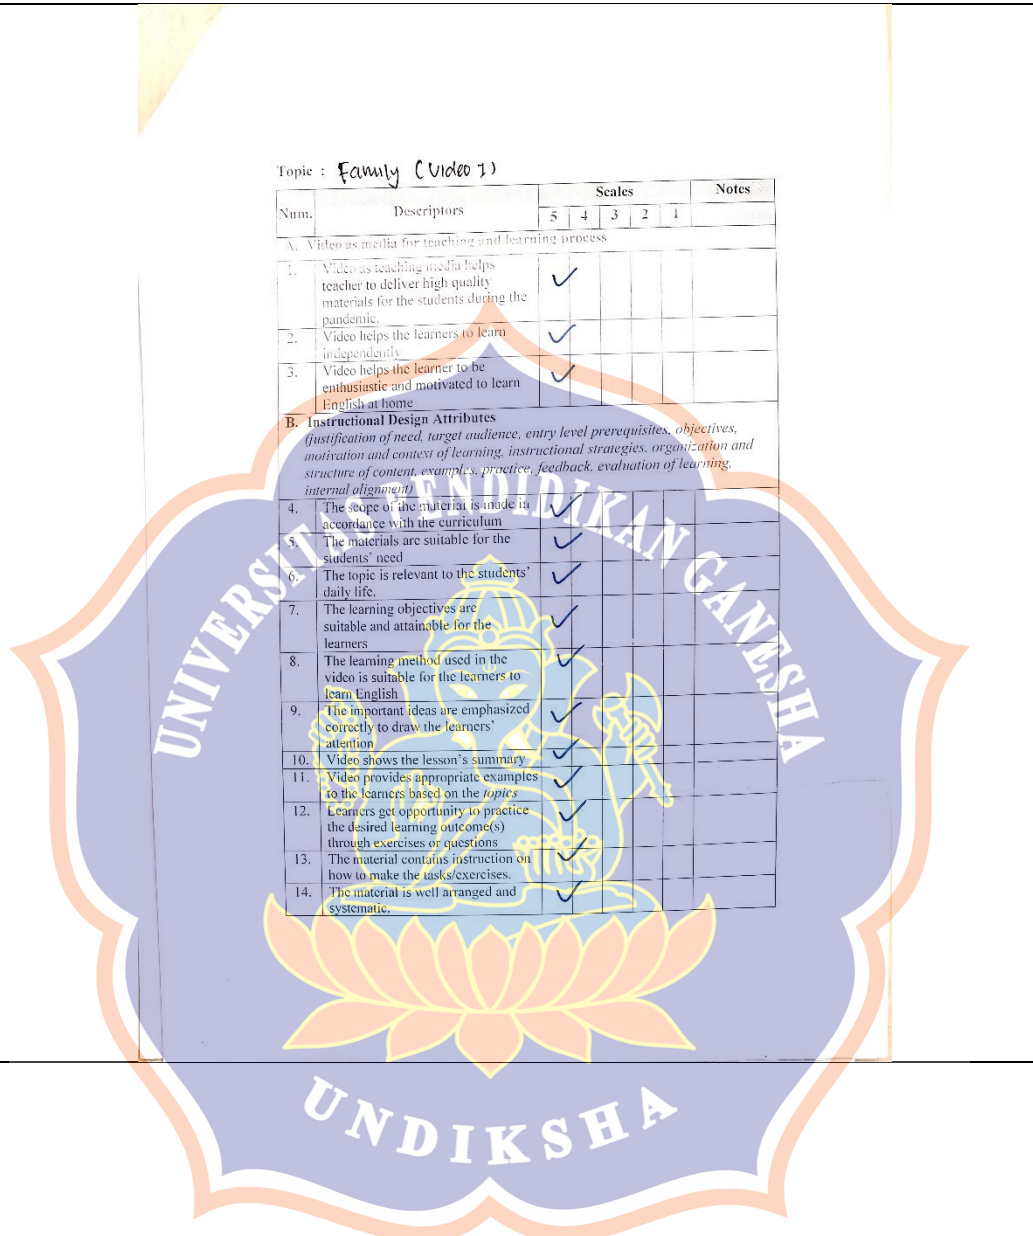 Topic : Family (Video 1)
Num. Descriptors Scales Notes
5 4 3 2 1
A. Video as media for teaching and learning process
1. Video as teaching media helps
teacher to deliver high quality
materials for the students during the
pandemic.
✓
2. Video helps the learners to learn
independently
✓
3. Video helps the learner to be
enthusiastic and motivated to learn
English at home
✓
B. Instructional Design Attributes
(justification of need, target audience, entry level prerequisites, objectives,
motivation and context of learning, instructional strategies, organization and
structure of content, examples, practice, feedback, evaluation of learning,
internal alignment)
4. The scope of the material is made in
accordance with the curriculum
✓
5. The materials are suitable for the
students' need
✓
6. The topic is relevant to the students'
daily life.
✓
7. The learning objectives are
suitable and attainable for the
learners
✓
8. The learning method used in the
video is suitable for the learners to
learn English
✓
9. The important ideas are emphasized
correctly to draw the learners'
attention
✓
10. Video shows the lesson's summary
✓
11. Video provides appropriate examples
to the learners based on the topics
✓
12. Learners get opportunity to practice
the desired learning outcome(s)
through exercises or questions
✓
13. The material contains instruction on
how to make the tasks/exercises.
✓
14. The material is well arranged and
systematic.
✓
UNIVERSITAS PENDIDIKAN GANESHA
UNDIKSHA